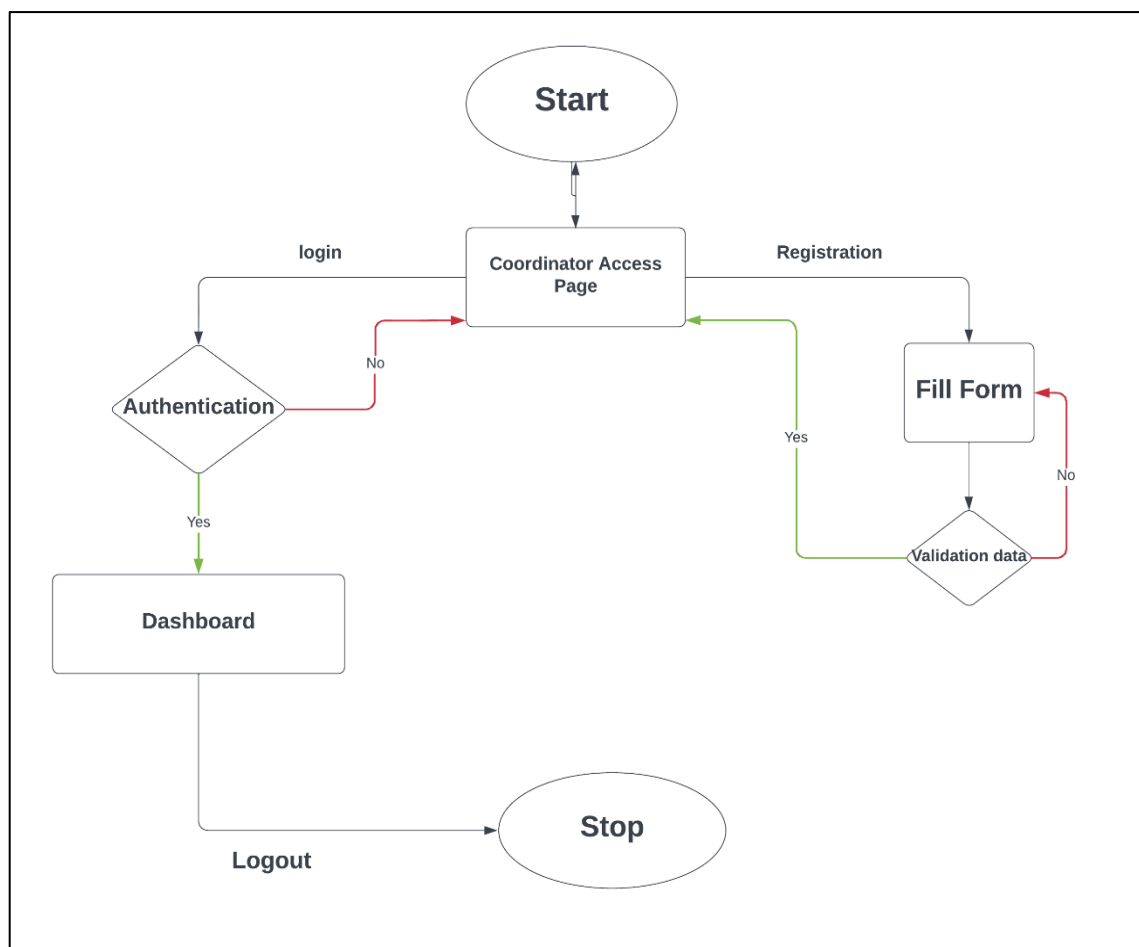 Start
login
Coordinator Access
Page
Registration
No
Authentication
Fill Form
Yes
No
Yes
Validation data
Dashboard
Stop
Logout